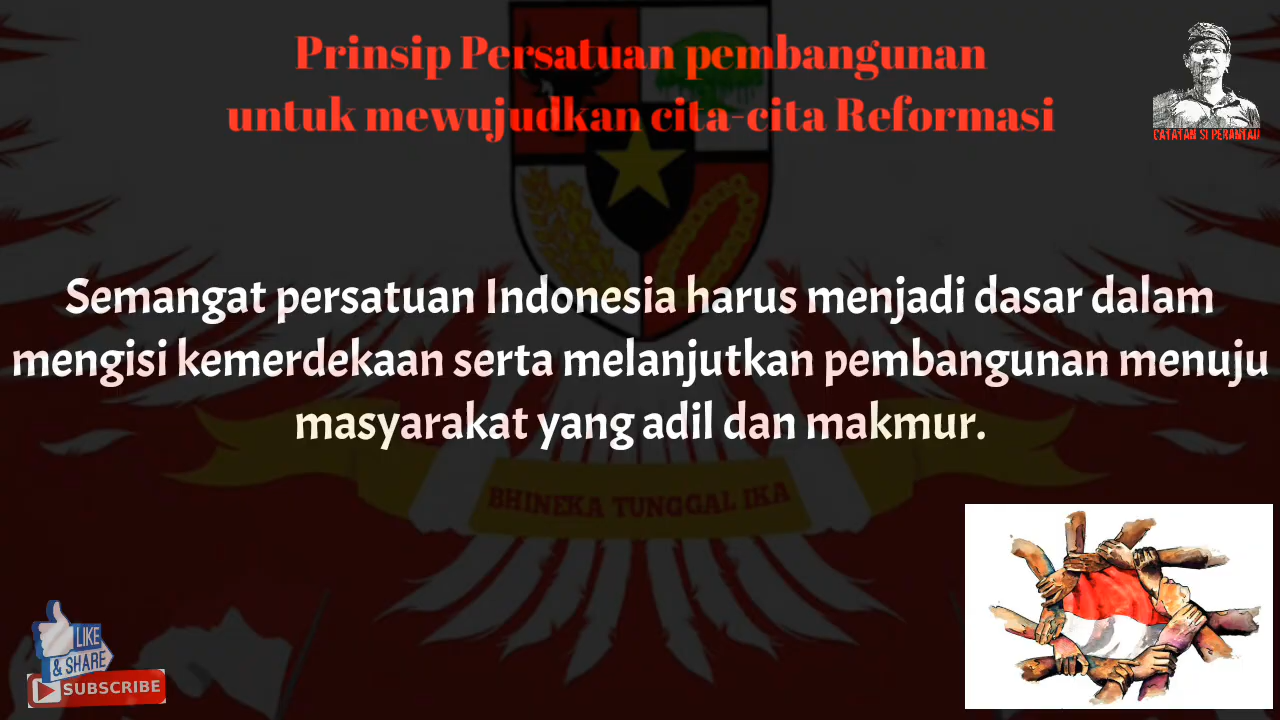 Prinsip Persatuan pembangunan
untuk mewujudkan cita-cita Reformasi
CATATAN SI PERANTAU
Semangat persatuan Indonesia harus menjadi dasar dalam
mengisi kemerdekaan serta melanjutkan pembangunan menuju
masyarakat yang adil dan makmur.
BHINEKA TUNGGAL IKA
LIKE
& SHARE
SUBSCRIBE